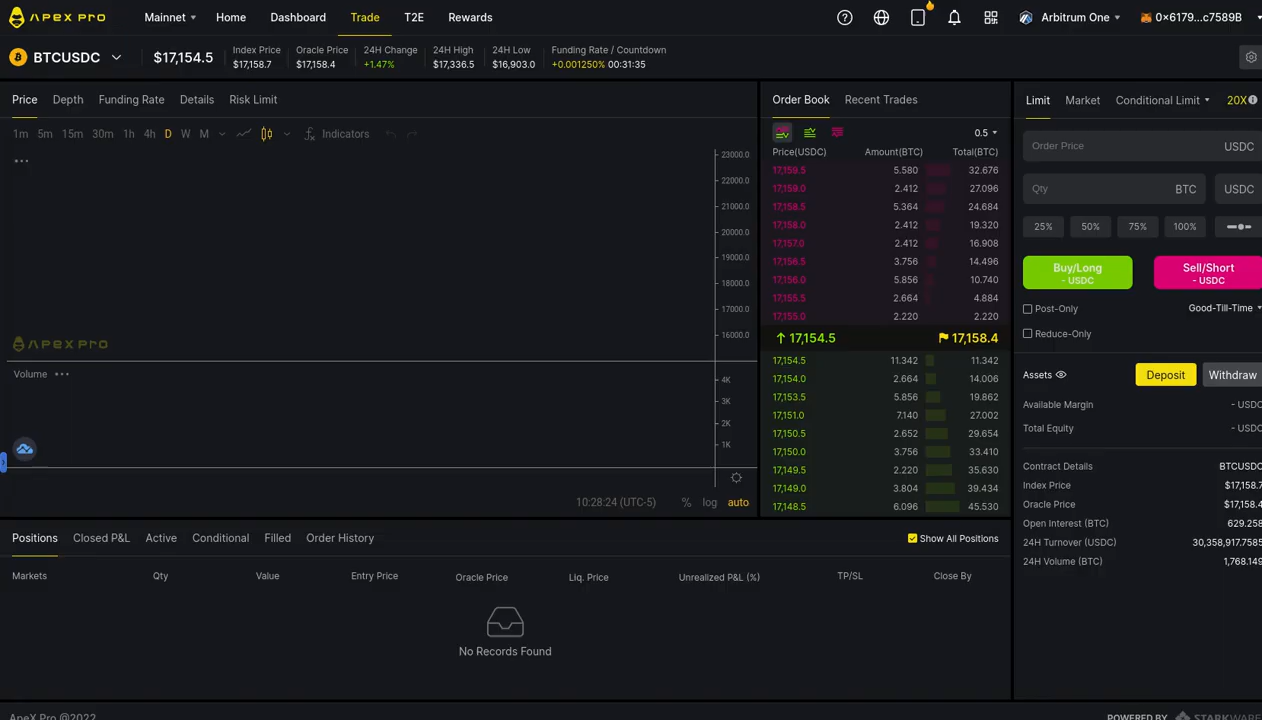 APEX PRO Mainnet Home Dashboard Trade T2E Rewards Arbitrum One 0x6179...c7589B
BTCUSDC $17,154.5
Index Price Oracle Price 24H Change 24H High 24H Low Funding Rate / Countdown
$17,158.7 $17,158.4 +1.47% $17,336.5 $16,903.0 +0.001250% 00:31:35
Price Depth Funding Rate Details Risk Limit
1m 5m 15m 30m 1h 4h D W M Indicators
23000.0
22000.0
21000.0
20000.0
19000.0
18000.0
17000.0
16000.0
APEX PRO
Volume
4K
3K
2K
1K
10:28:24 (UTC-5) % log auto
Order Book Recent Trades
0.5
Price(USDC) Amount(BTC) Total(BTC)
17,159.5 5.580 32.676
17,159.0 2.412 27.096
17,158.5 5.364 24.684
17,158.0 2.412 19.320
17,157.0 2.412 16.908
17,156.5 3.756 14.496
17,156.0 5.856 10.740
17,155.5 2.664 4.884
17,155.0 2.220 2.220
17,154.5 17,158.4
17,154.5 11.342 11.342
17,154.0 2.664 14.006
17,153.5 5.856 19.862
17,151.0 7.140 27.002
17,150.5 2.652 29.654
17,150.0 3.756 33.410
17,149.5 2.220 35.630
17,149.0 3.804 39.434
17,148.5 6.096 45.530
Limit Market Conditional Limit 20X
Order Price USDC
Qty BTC USDC
25% 50% 75% 100%
Buy/Long Sell/Short
- USDC - USDC
Post-Only Good-Till-Time
Reduce-Only
Assets Deposit Withdraw
Available Margin - USDC
Total Equity - USDC
Contract Details BTCUSDC
Index Price $17,158.7
Oracle Price $17,158.4
Open Interest (BTC) 629.258
24H Turnover (USDC) 30,358,917.7585
24H Volume (BTC) 1,768.149
Positions Closed P&L Active Conditional Filled Order History Show All Positions
Markets Qty Value Entry Price Oracle Price Liq. Price Unrealized P&L (%) TP/SL Close By
No Records Found
ApeX Pro @2022 POWERED BY STARKWARE